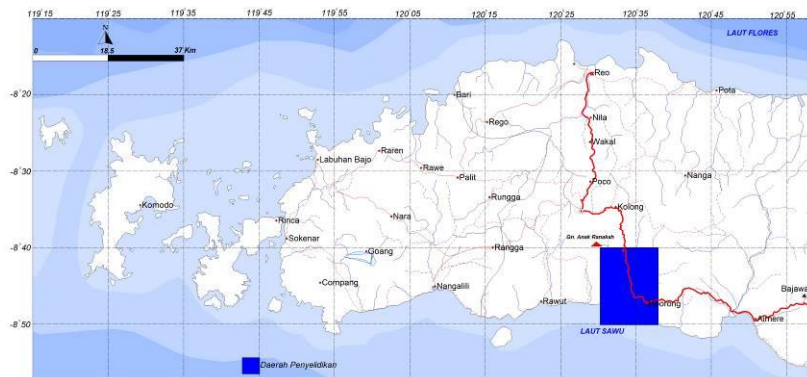 119°15 119°35 119°35 119°45 119°55 120°05 120°15 120°25 120°35 120°45 120°55
N
0 18.5 37 Km
LAUT FLORES
-8°20
-8°30
-8°40
-8°50
Reo
Bari
Pota
Rego
Nila
Wakal
Raren
Labuhan Bajo
Rawe
Palit
Poco
Nanga
Komodo
Rungga
Kolong
Nara
Rinca
Sokenar
Gn. Anak Ranakah
Goang
Rangga
Compang
Nangalili
Bajawa
Rawut
Borong
Aimere
LAUT SAWU
Daerah Penyelidikan